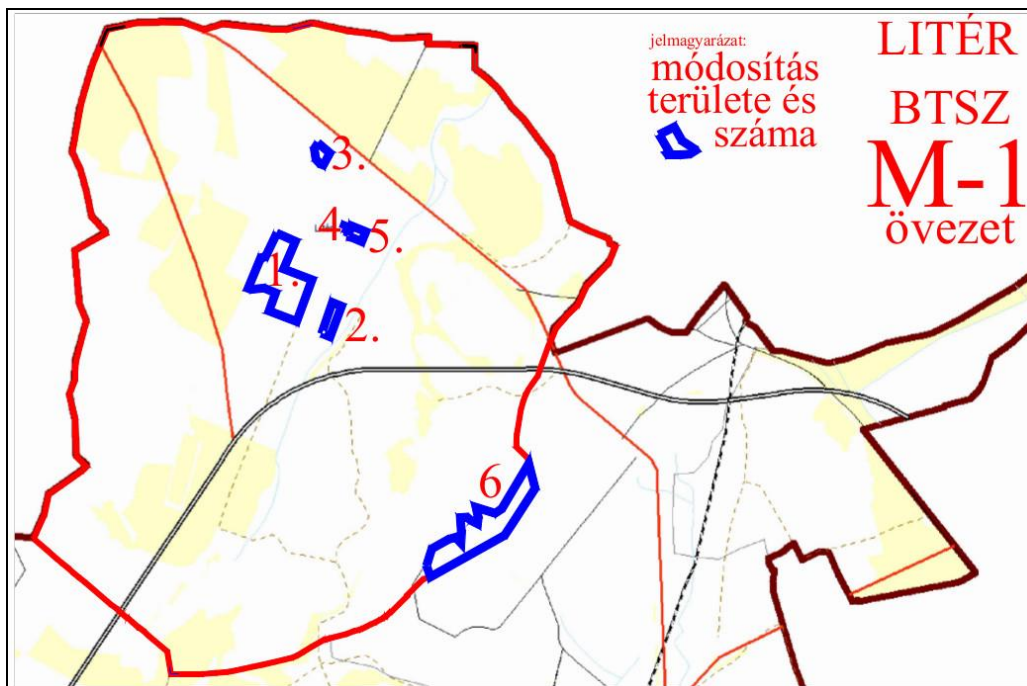 jelmagyarázat:
módosítás
területe és
száma
LITÉR
BTSZ
M-1
övezet
3.
4
5.
1.
2.
6